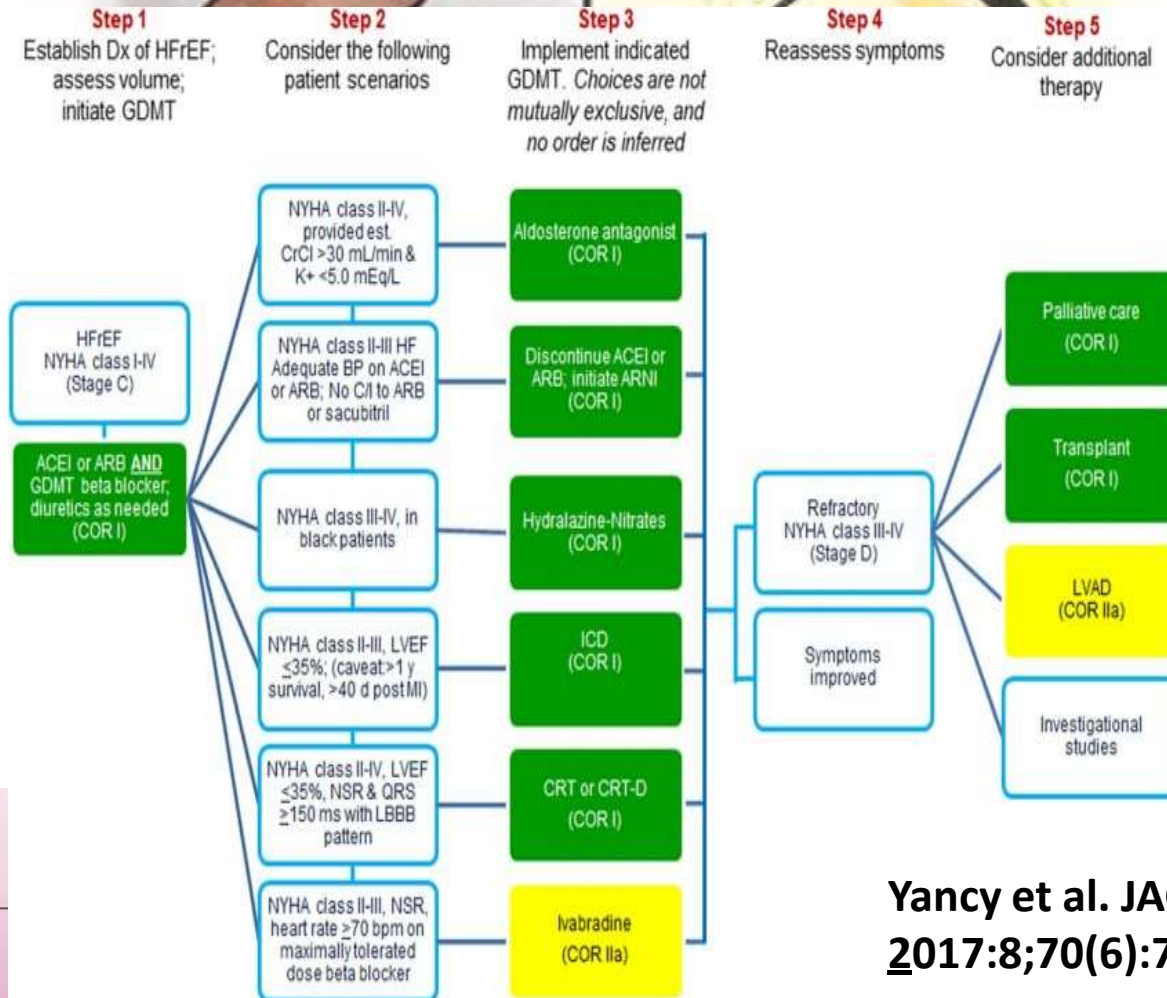 Step 1
Establish Dx of HFrEF;
assess volume;
initiate GDMT
Step 2
Consider the following
patient scenarios
Step 3
Implement indicated
GDMT. Choices are not
mutually exclusive, and
no order is inferred
Step 4
Reassess symptoms
Step 5
Consider additional
therapy
HFrEF
NYHA class I-IV
(Stage C)
ACEI or ARB AND
GDMT beta blocker;
diuretics as needed
(COR I)
NYHA class II-IV,
provided est.
CrCl >30 mL/min &
K+ <5.0 mEq/L
NYHA class II-III HF
Adequate BP on ACEI
or ARB; No C/I to ARB
or sacubitril
NYHA class III-IV, in
black patients
NYHA class II-III, LVEF
≤35%; (caveat:>1 y
survival, >40 d post MI)
NYHA class II-IV, LVEF
≤35%, NSR & QRS
≥150 ms with LBBB
pattern
NYHA class II-III, NSR,
heart rate ≥70 bpm on
maximally tolerated
dose beta blocker
Aldosterone antagonist
(COR I)
Discontinue ACEI or
ARB; initiate ARNI
(COR I)
Hydralazine-Nitrates
(COR I)
ICD
(COR I)
CRT or CRT-D
(COR I)
Ivabradine
(COR IIa)
Refractory
NYHA class III-IV
(Stage D)
Symptoms
improved
Palliative care
(COR I)
Transplant
(COR I)
LVAD
(COR IIa)
Investigational
studies
Yancy et al. JA
2017:8;70(6):7